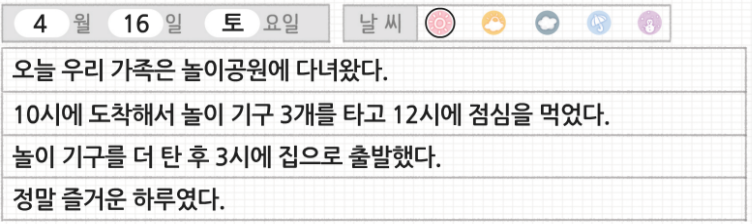 4 월 16 일 토 요일 날 씨
오늘 우리 가족은 놀이공원에 다녀왔다.
10시에 도착해서 놀이 기구 3개를 타고 12시에 점심을 먹었다.
놀이 기구를 더 탄 후 3시에 집으로 출발했다.
정말 즐거운 하루였다.